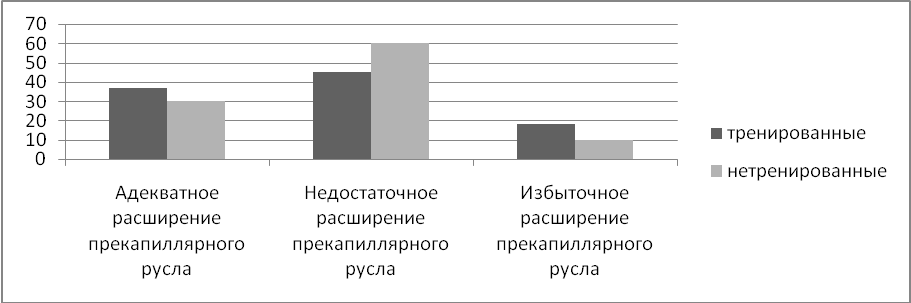 70
60
50
40
30
20
10
0
Адекватное
расширение
прекапиллярного
русла
Недостаточное
расширение
прекапиллярного
русла
Избыточное
расширение
прекапиллярного
русла
тренированные
нетренированные